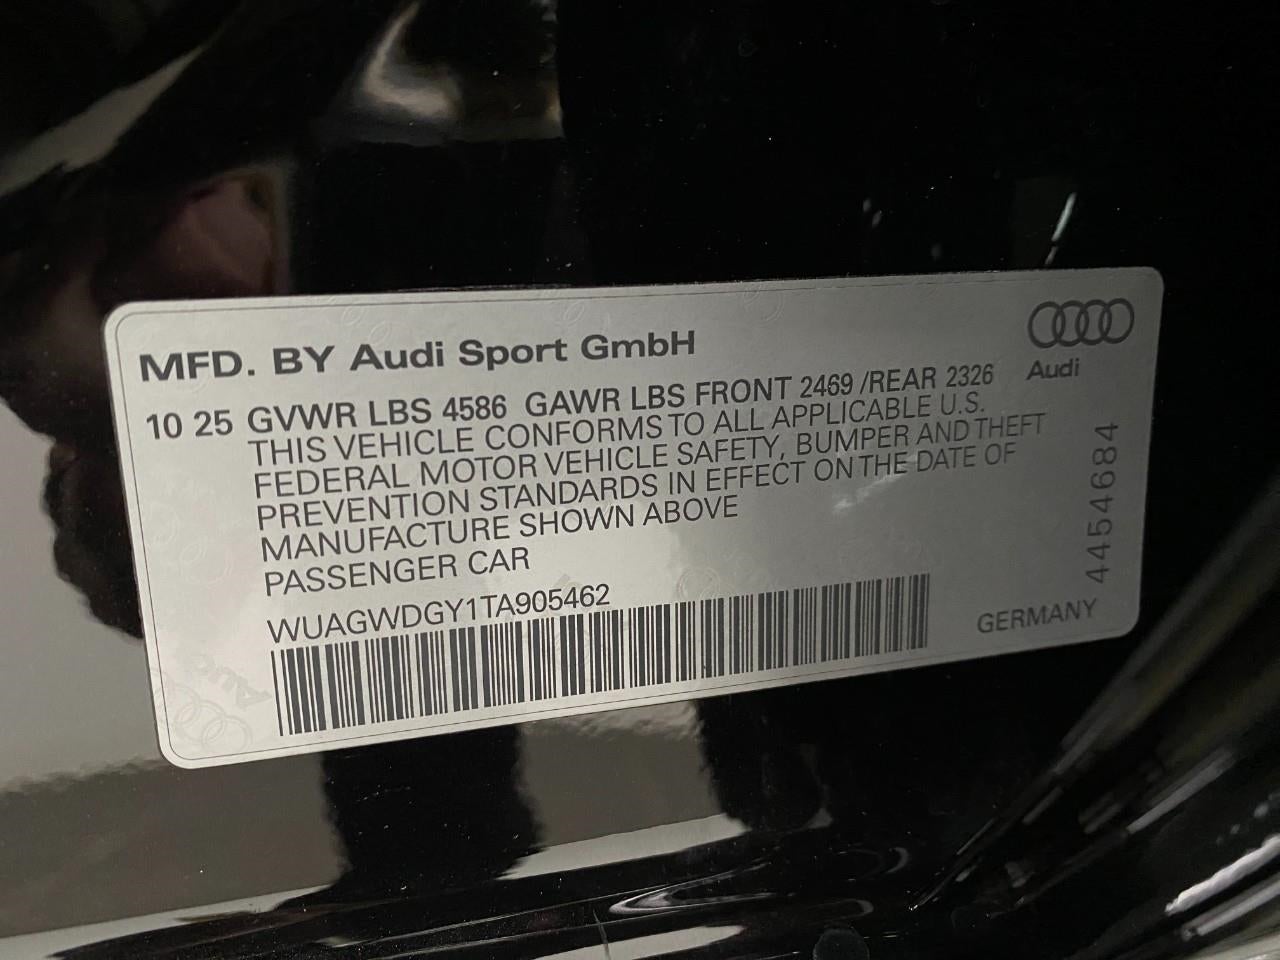 MFD. BY Audi Sport GmbH
Audi
10 25 GVWR LBS 4586 GAWR LBS FRONT 2469 /REAR 2326
THIS VEHICLE CONFORMS TO ALL APPLICABLE U.S.
FEDERAL MOTOR VEHICLE SAFETY, BUMPER AND THEFT
PREVENTION STANDARDS IN EFFECT ON THE DATE OF
MANUFACTURE SHOWN ABOVE
PASSENGER CAR
WUAGWDGY1TA905462
GERMANY
4454684